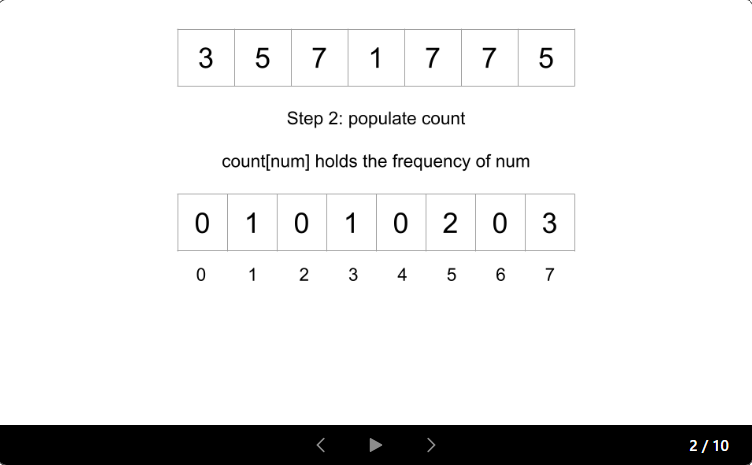 3 5 7 1 7 7 5
Step 2: populate count
count[num] holds the frequency of num
0 1 0 1 0 2 0 3
0 1 2 3 4 5 6 7
2 / 10